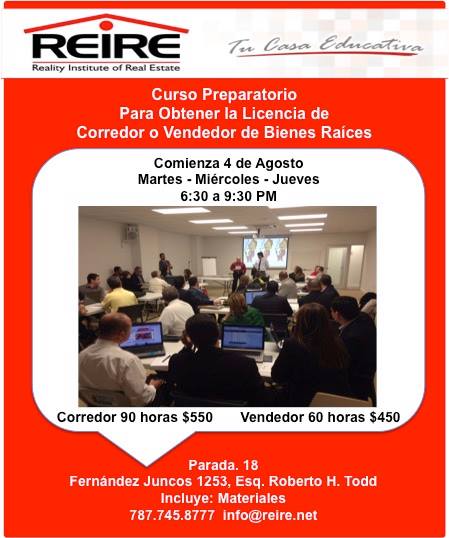 REIRE
Reality Institute of Real Estate
Tu Casa Educativa
Curso Preparatorio
Para Obtener la Licencia de
Corredor o Vendedor de Bienes Raíces
Comienza 4 de Agosto
Martes - Miércoles - Jueves
6:30 a 9:30 PM
Corredor 90 horas $550 Vendedor 60 horas $450
Parada. 18
Fernández Juncos 1253, Esq. Roberto H. Todd
Incluye: Materiales
787.745.8777 info@reire.net